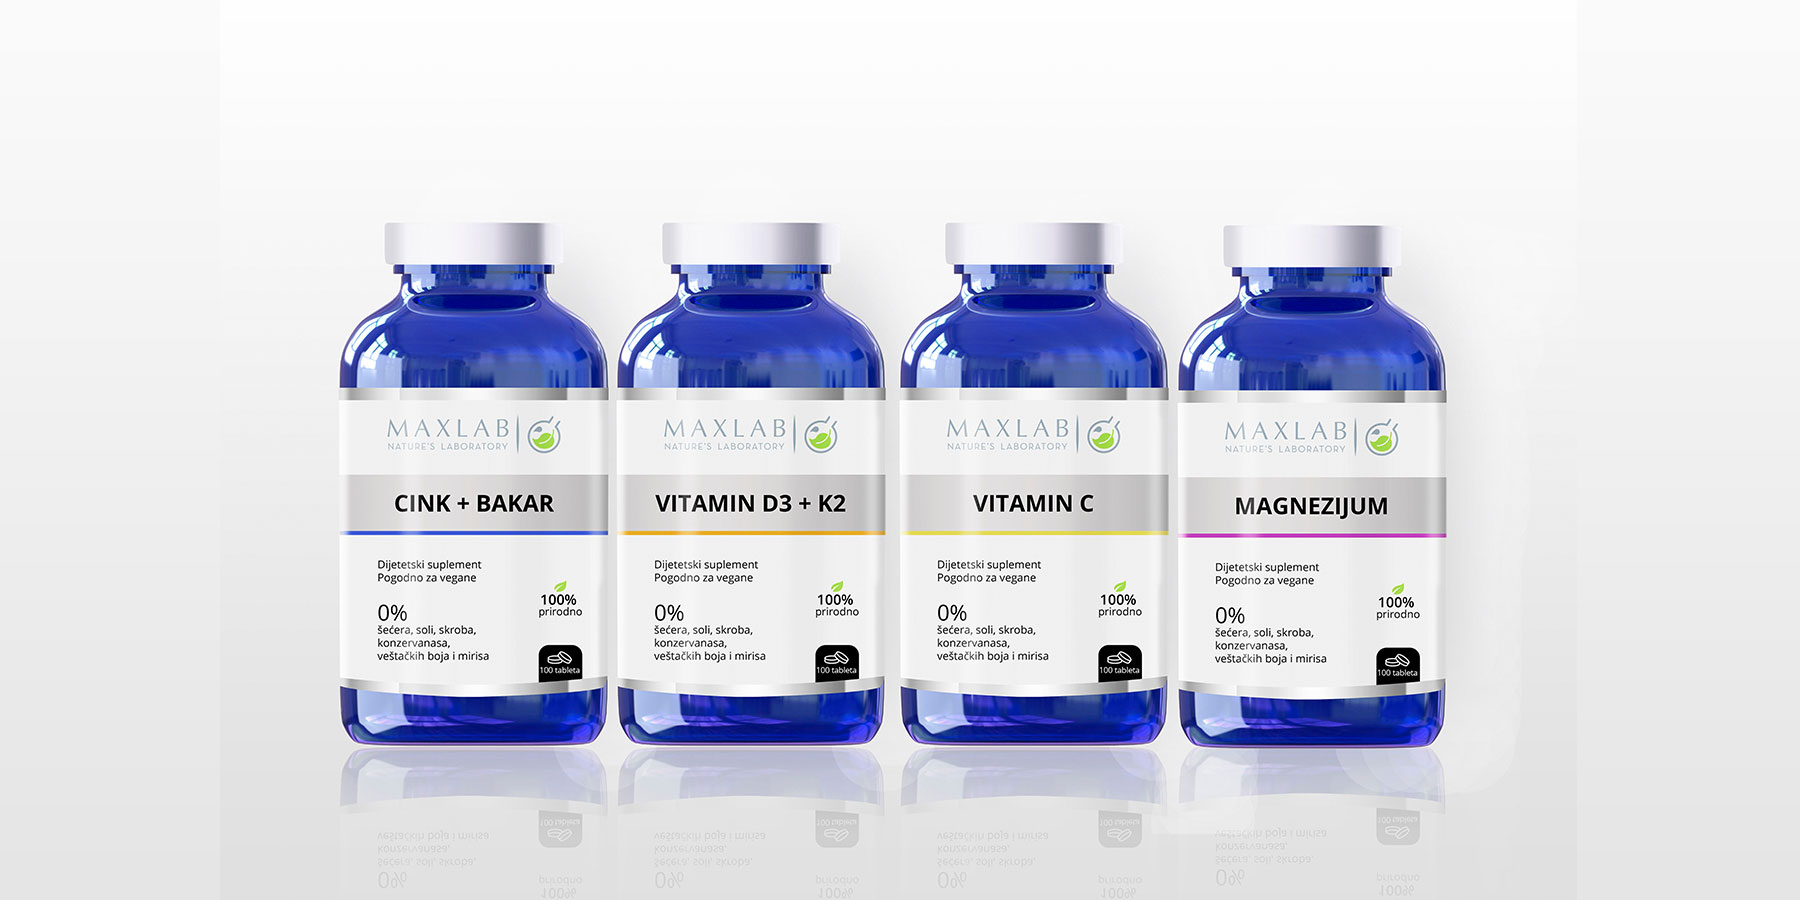 MAXLAB
NATURE'S LABORATORY
CINK + BAKAR
Dijetetski suplement
Pogodno za vegane
0%
šećera, soli, skroba,
konzervanasa,
veštačkih boja i mirisa
100%
prirodno
100 tableta
MAXLAB
NATURE'S LABORATORY
VITAMIN D3 + K2
Dijetetski suplement
Pogodno za vegane
0%
šećera, soli, skroba,
konzervanasa,
veštačkih boja i mirisa
100%
prirodno
100 tableta
MAXLAB
NATURE'S LABORATORY
VITAMIN C
Dijetetski suplement
Pogodno za vegane
0%
šećera, soli, skroba,
konzervanasa,
veštačkih boja i mirisa
100%
prirodno
100 tableta
MAXLAB
NATURE'S LABORATORY
MAGNEZIJUM
Dijetetski suplement
Pogodno za vegane
0%
šećera, soli, skroba,
konzervanasa,
veštačkih boja i mirisa
100%
prirodno
100 tableta